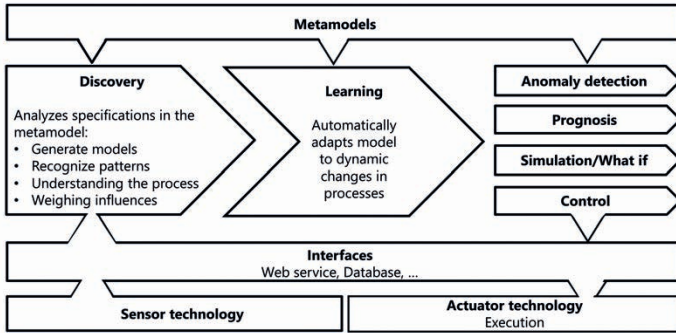 Metamodels
Discovery
Analyzes specifications in the
metamodel:
• Generate models
• Recognize patterns
• Understanding the process
• Weighing influences
Learning
Automatically
adapts model
to dynamic
changes in
processes
Anomaly detection
Prognosis
Simulation/What if
Control
Interfaces
Web service, Database, ...
Sensor technology
Actuator technology
Execution